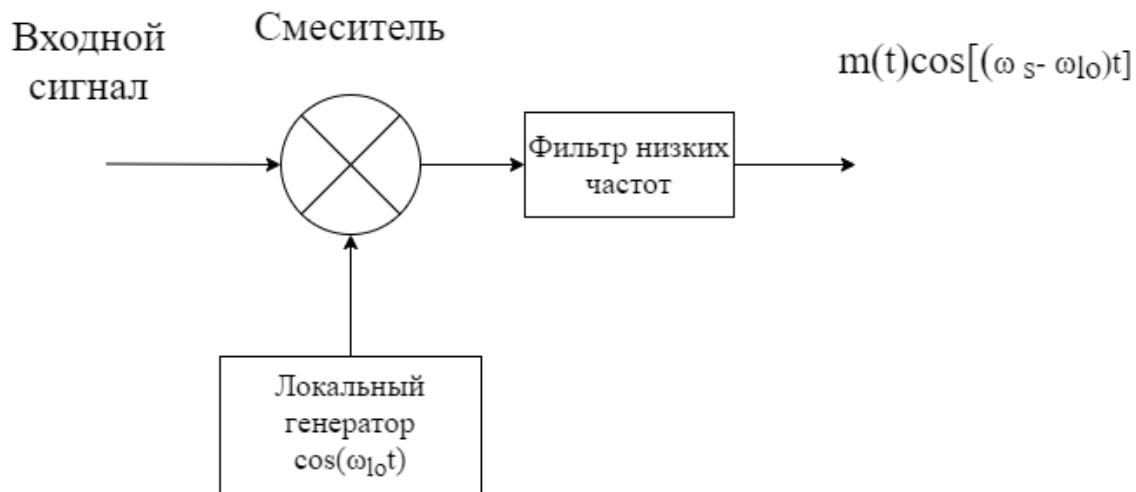 Входной
сигнал
Смеситель
m(t)cos[(ω s- ωlo)t]
Фильтр низких
частот
Локальный
генератор
cos(ωlot)